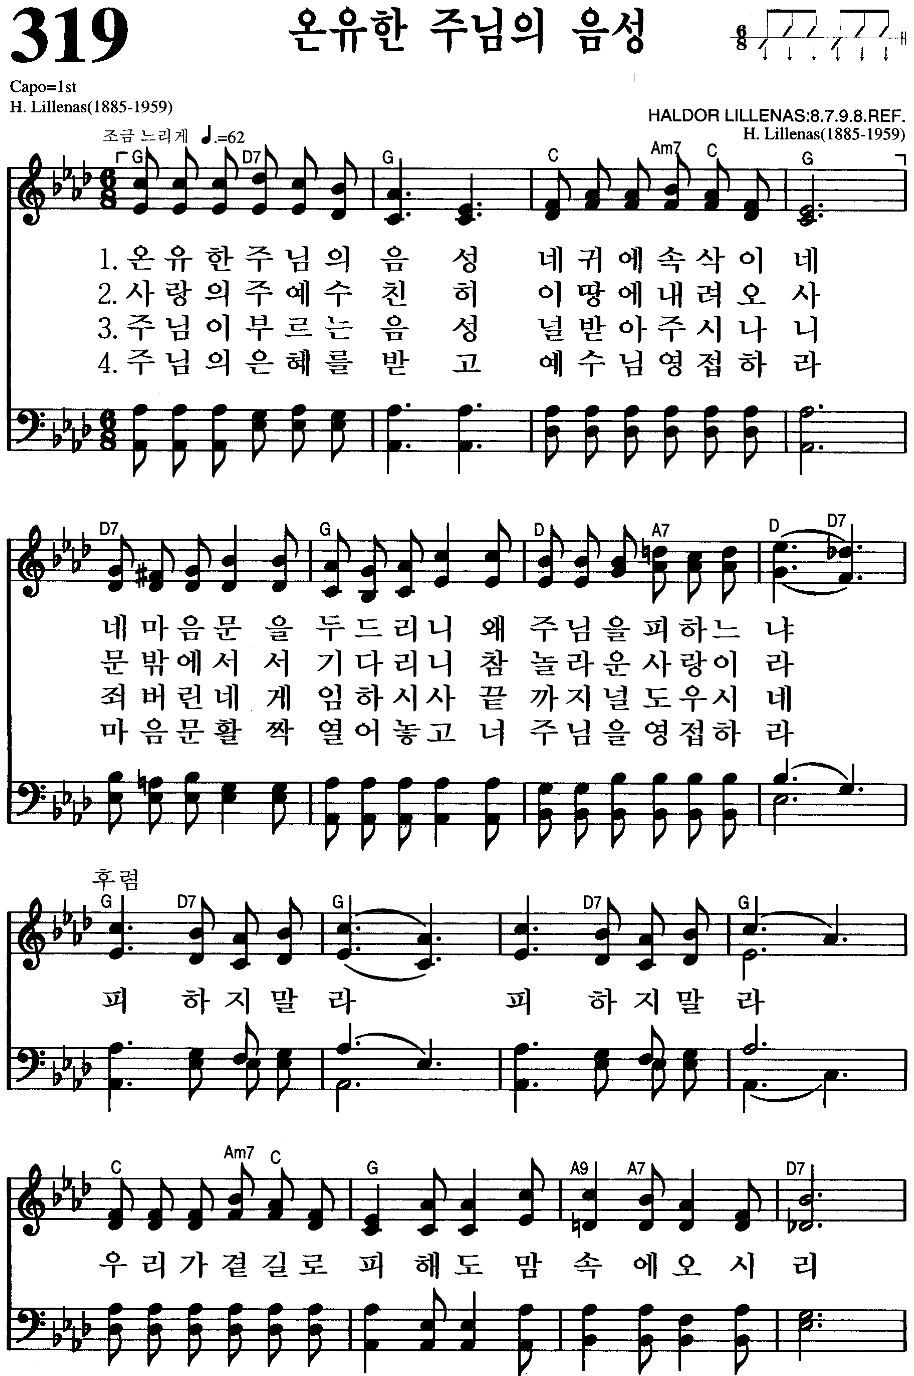 319 온유한 주님의 음성 6/8
Capo=1st
H. Lillenas(1885-1959)
HALDOR LILLENAS:8.7.9.8.REF.
H. Lillenas(1885-1959)
조금 느리게 ♩.=62
G D7 G C Am7 C G
1. 온유한주님의 음 성 네귀에속삭이 네
2. 사랑의주예수 친 히 이땅에내려오 사
3. 주님이부르는 음 성 널받아주시나 니
4. 주님의은혜를 받 고 예수님영접하 라
D7 G D A7 D D7
네마음문 을 두드리니 왜 주님을피하느 냐
문밖에서 서 기다리니 참 놀라운사랑이 라
죄버린네 게 임하시사 끝 까지널도우시 네
마음문활 짝 열어놓고 너 주님을영접하 라
후렴
G D7 G D7 G
피 하지말 라 피 하지말 라
C Am7 C G A9 A7 D7
우리가곁길로 피 해도 맘 속 에오 시 리